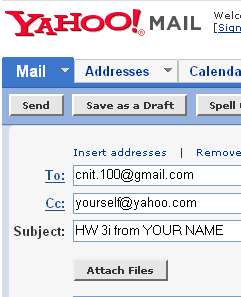 YAHOO! MAIL Welco
[Sign
Mail Addresses Calenda
Send Save as a Draft Spell C
Insert addresses | Remove
To: cnit.100@gmail.com
Cc: yourself@yahoo.com
Subject: HW 3i from YOUR NAME
Attach Files